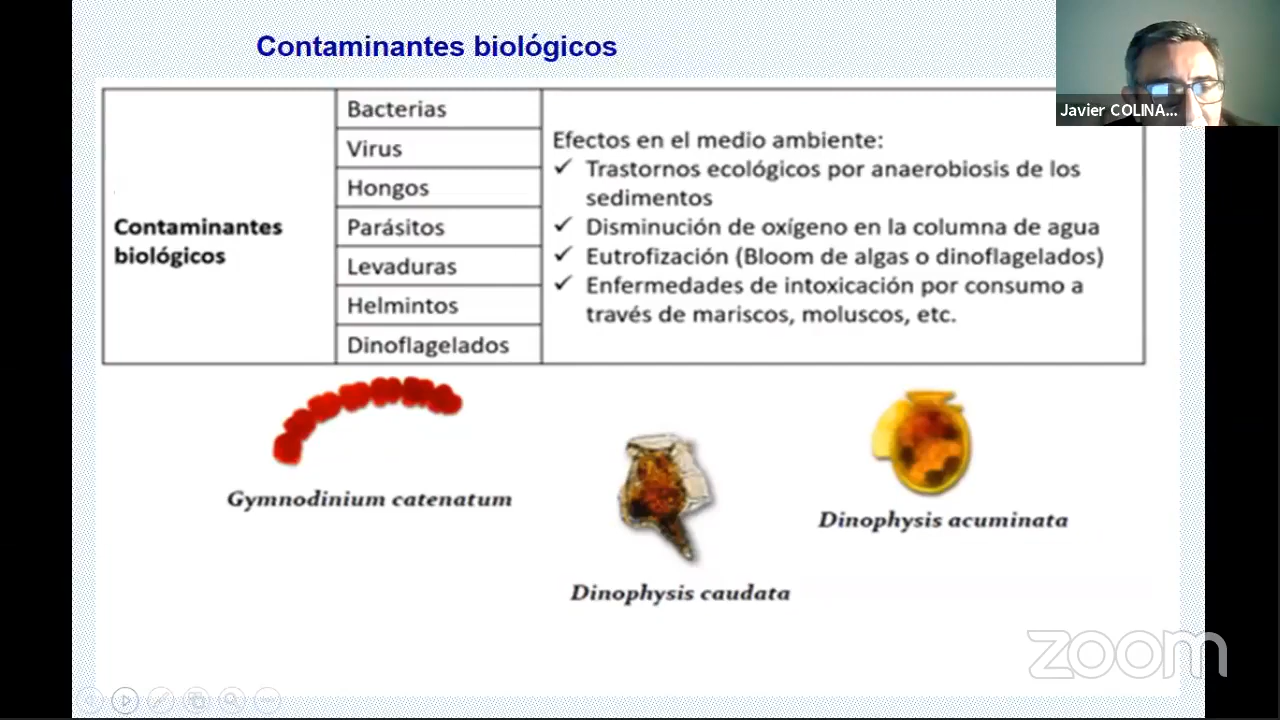 Contaminantes biológicos
Javier COLINA...
Contaminantes
biológicos
Bacterias
Virus
Hongos
Parásitos
Levaduras
Helmintos
Dinoflagelados
Efectos en el medio ambiente:
✓ Trastornos ecológicos por anaerobiosis de los
sedimentos
✓ Disminución de oxígeno en la columna de agua
✓ Eutrofización (Bloom de algas o dinoflagelados)
✓ Enfermedades de intoxicación por consumo a
través de mariscos, moluscos, etc.
Gymnodinium catenatum
Dinophysis caudata
Dinophysis acuminata
zoom